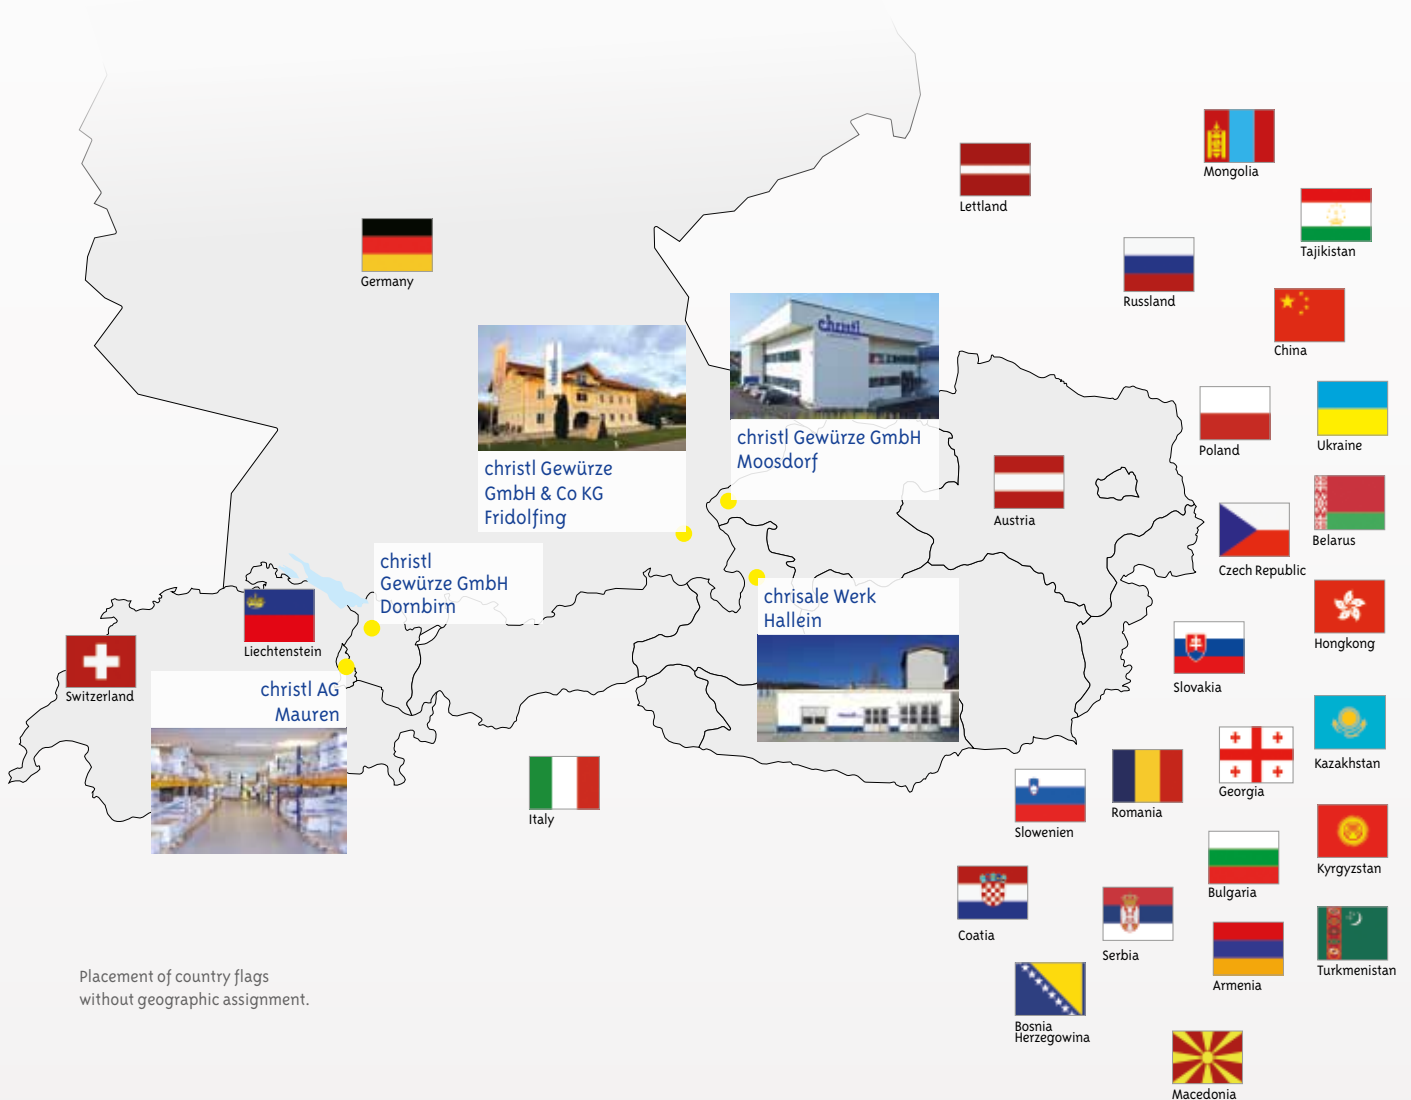 Mongolia
Lettland
Tajikistan
Germany
Russland
christl
China
christl Gewürze GmbH
Moosdorf
christl Gewürze
GmbH & Co KG
Fridolfing
Poland
Ukraine
Austria
Belarus
Czech Republic
christl
Gewürze GmbH
Dornbirn
chrisale Werk
Hallein
Hongkong
Liechtenstein
Switzerland
Slovakia
christl AG
Mauren
Kazakhstan
Georgia
Italy
Slowenien
Romania
Kyrgyzstan
Bulgaria
Coatia
Serbia
Turkmenistan
Armenia
Placement of country flags
without geographic assignment.
Bosnia
Herzegowina
Macedonia